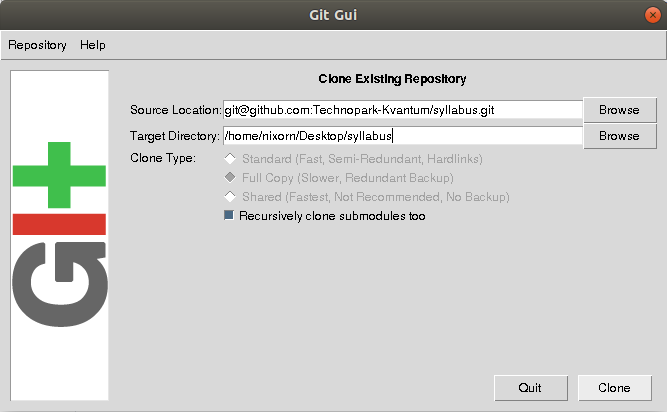 Git Gui
Repository Help
Clone Existing Repository
Source Location: git@github.com:Technopark-Kvantum/syllabus.git Browse
Target Directory: /home/nixorn/Desktop/syllabus Browse
Clone Type: Standard (Fast, Semi-Redundant, Hardlinks)
Full Copy (Slower, Redundant Backup)
Shared (Fastest, Not Recommended, No Backup)
Recursively clone submodules too
Git
Quit Clone